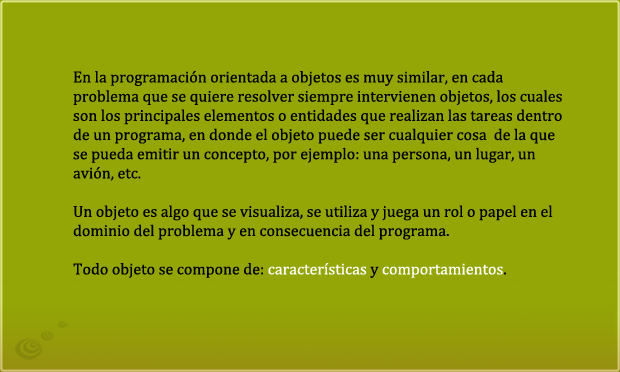 En la programación orientada a objetos es muy similar, en cada
problema que se quiere resolver siempre intervienen objetos, los cuales
son los principales elementos o entidades que realizan las tareas dentro
de un programa, en donde el objeto puede ser cualquier cosa  de la que
se pueda emitir un concepto, por ejemplo: una persona, un lugar, un
avión, etc.
Un objeto es algo que se visualiza, se utiliza y juega un rol o papel en el
dominio del problema y en consecuencia del programa.
Todo objeto se compone de: características y comportamientos.